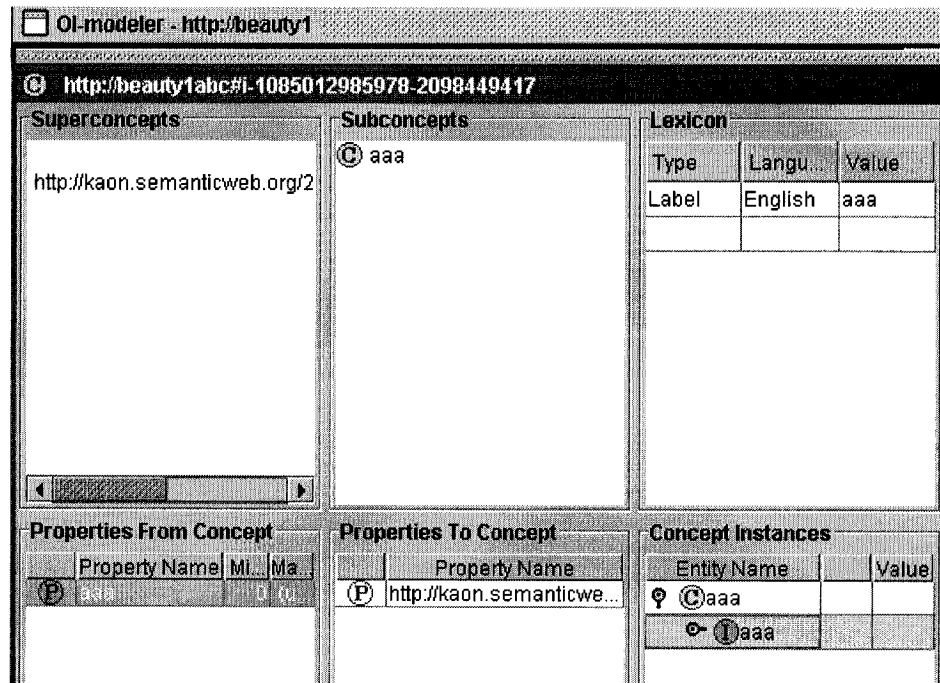 OI-modeler - http://beauty1
C http://beauty1abc#i-1085012985978-2098449417
Superconcepts
http://kaon.semanticweb.org/2
Subconcepts
C aaa
Lexicon
Type Langu... Value
Label English aaa
Properties From Concept
Property Name Mi... Ma...
P aaa 0
Properties To Concept
Property Name
P http://kaon.semanticwe...
Concept Instances
Entity Name Value
C aaa
I aaa